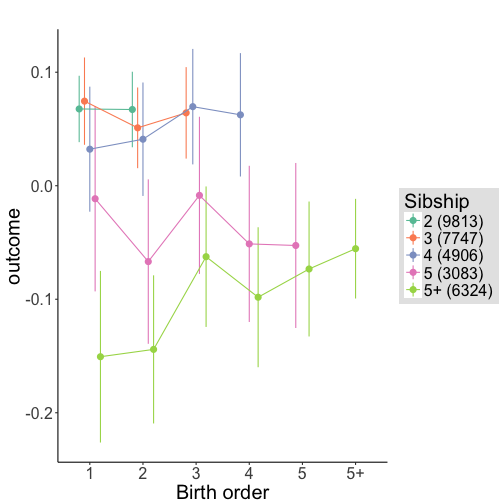 0.1
0.0
-0.1
-0.2
outcome
1 2 3 4 5 5+
Birth order
Sibship
2 (9813)
3 (7747)
4 (4906)
5 (3083)
5+ (6324)